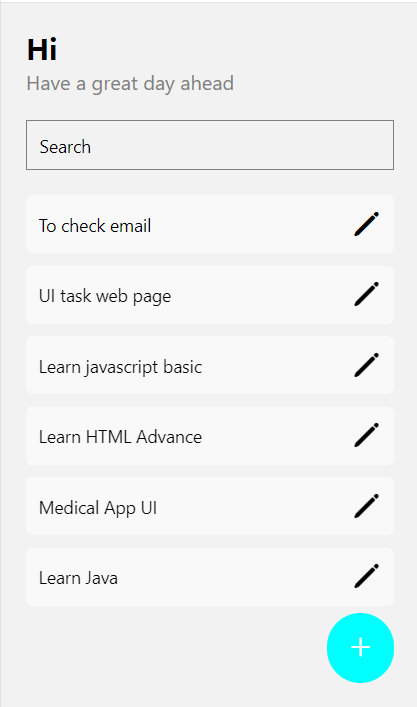 Hi
Have a great day ahead
Search
To check email
UI task web page
Learn javascript basic
Learn HTML Advance
Medical App UI
Learn Java
+